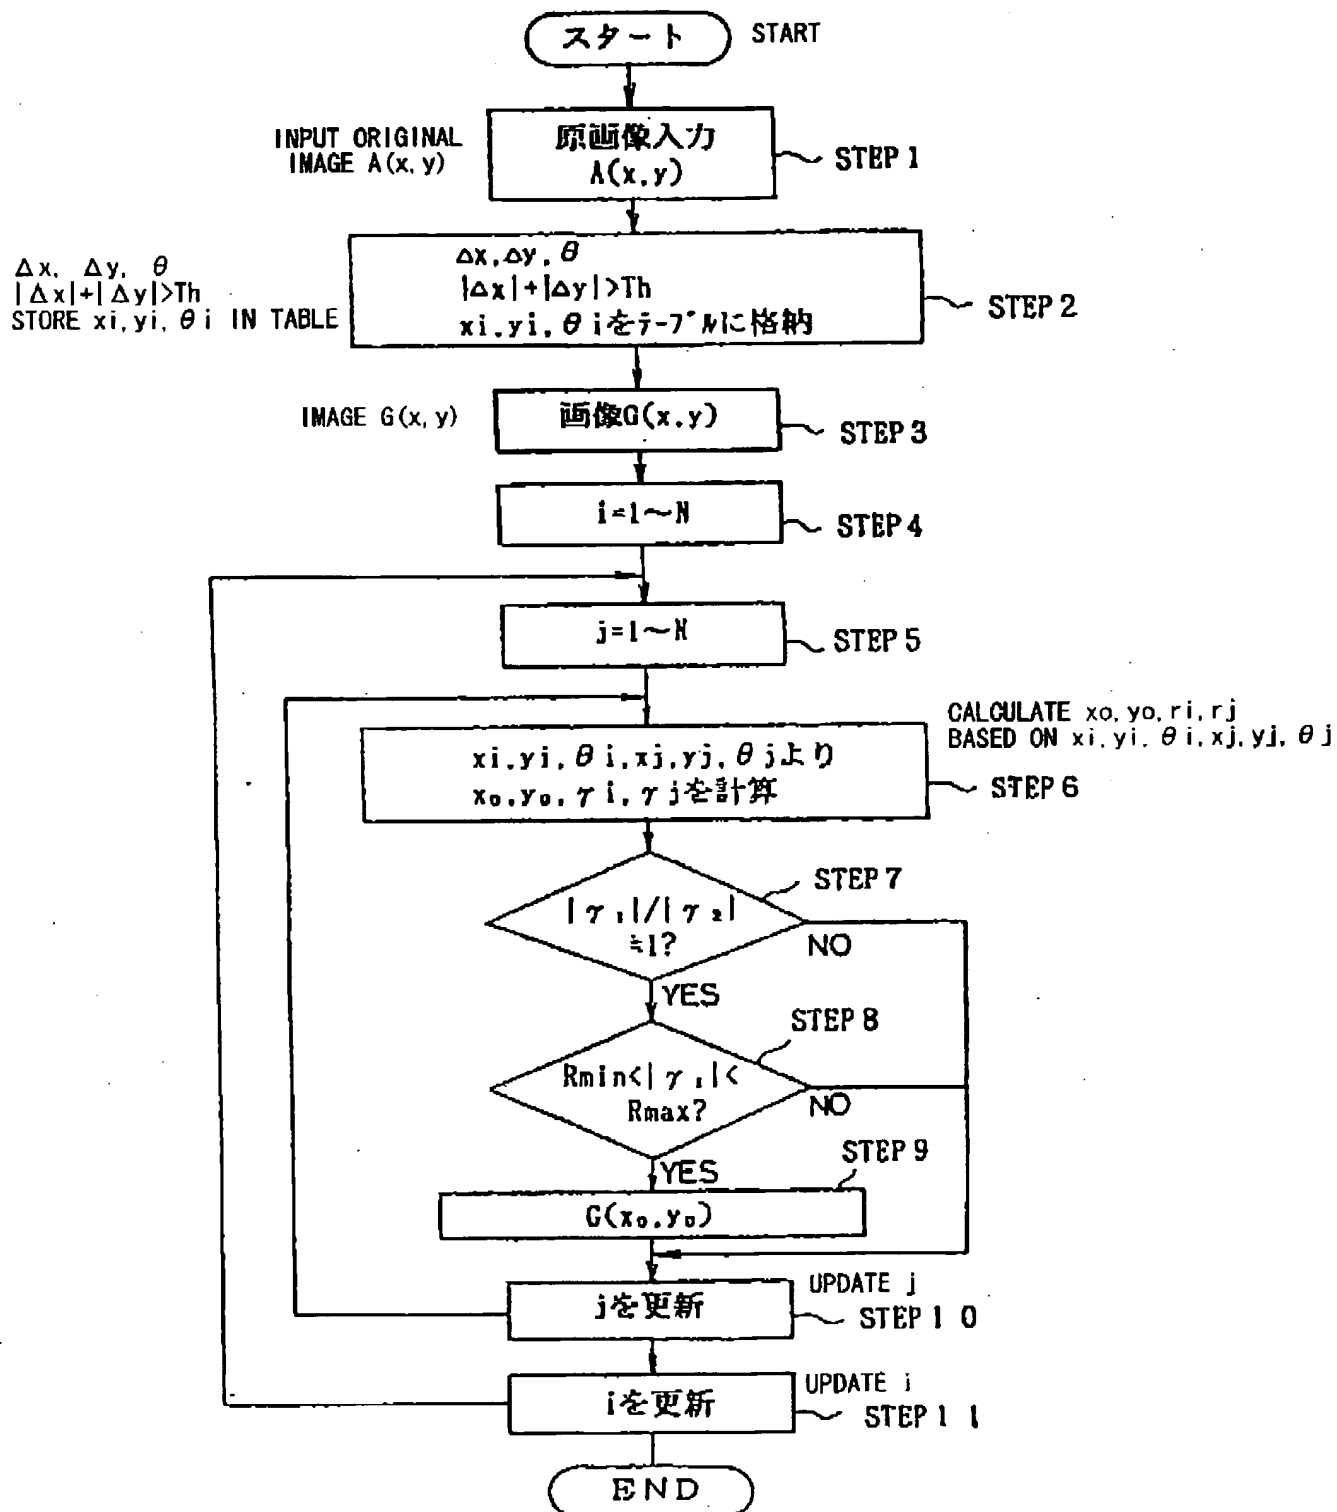 スタート START
INPUT ORIGINAL
IMAGE A(x,y)
原画像入力
A(x,y)
STEP 1
Δx, Δy, θ
|Δx|+|Δy|>Th
STORE xi,yi,θi IN TABLE
Δx,Δy,θ
|Δx|+|Δy|>Th
xi,yi,θiをテーブルに格納
STEP 2
IMAGE G(x,y)
画像G(x,y)
STEP 3
i=1～N
STEP 4
j=1～N
STEP 5
CALCULATE xo,yo,ri,rj
BASED ON xi,yi,θi,xj,yj,θj
xi,yi,θi,xj,yj,θjより
x₀,y₀,γi,γjを計算
STEP 6
STEP 7
|γ₁|/|γ₂|
≒1?
NO
YES
STEP 8
Rmin<|γ₁|<
Rmax?
NO
YES
STEP 9
G(x₀,y₀)
UPDATE j
jを更新
STEP 10
UPDATE i
iを更新
STEP 11
END